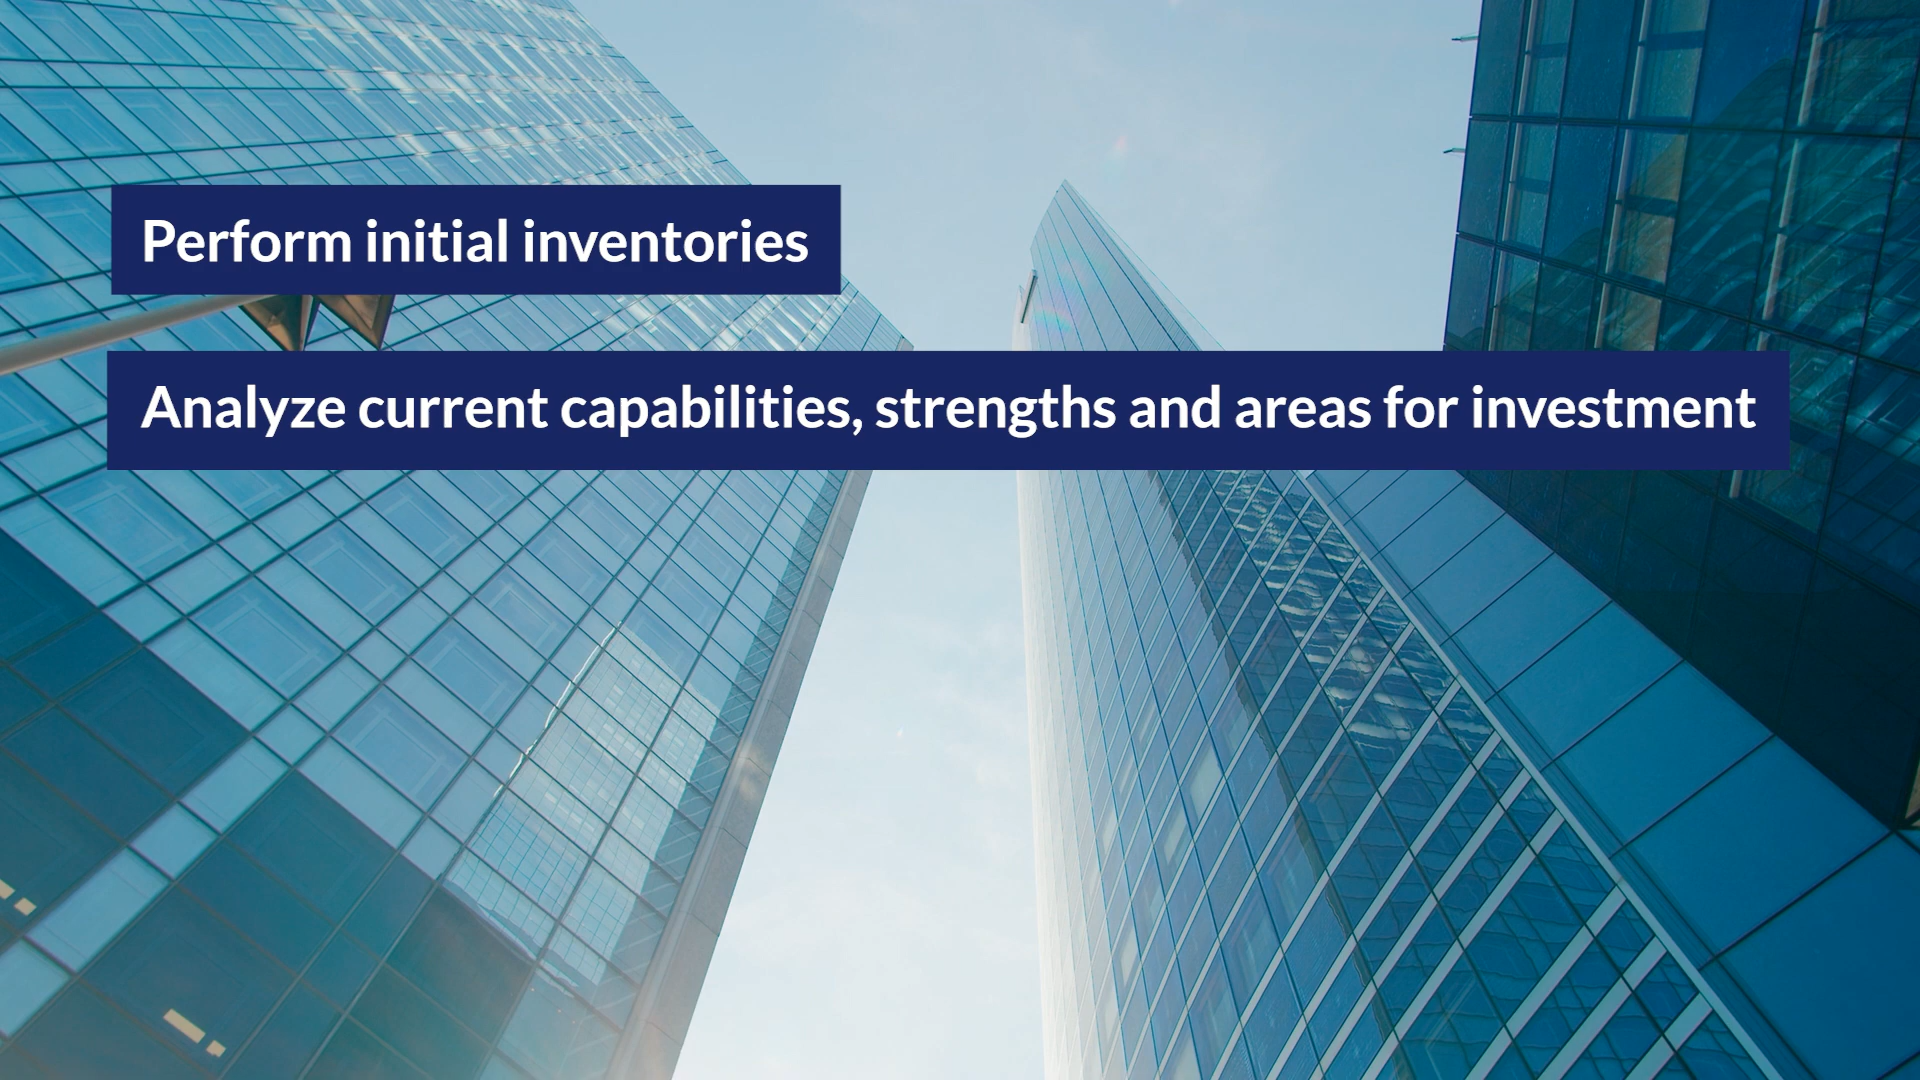 Perform initial inventories
Analyze current capabilities, strengths and areas for investment